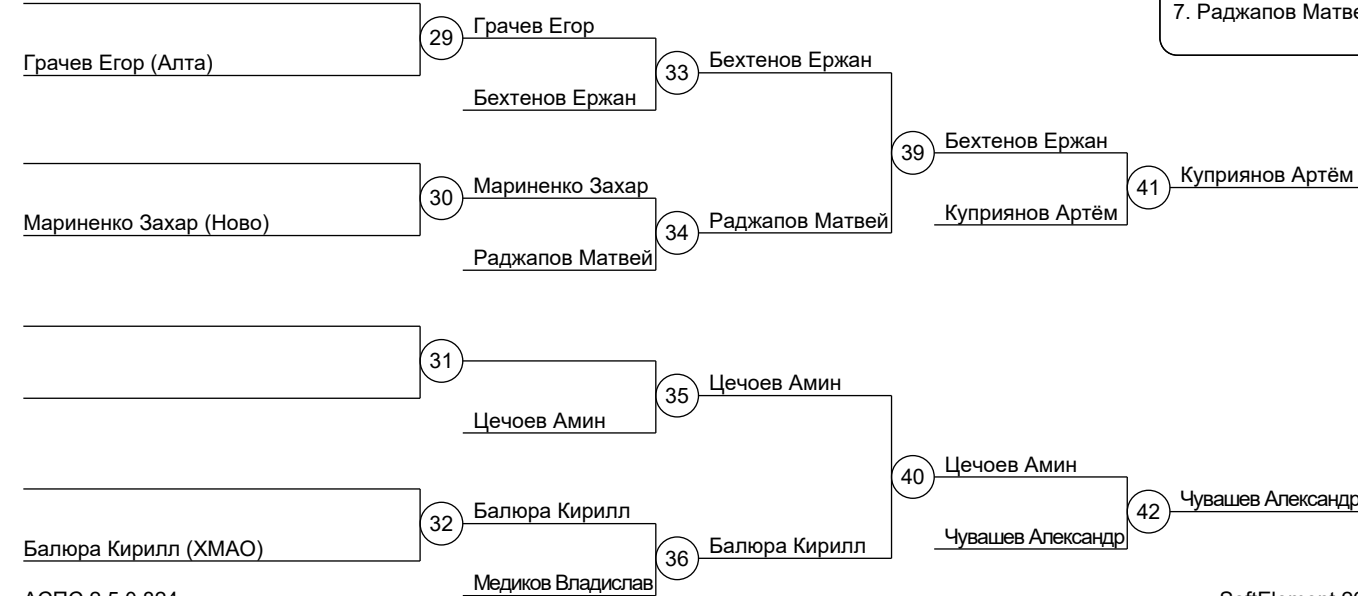 7. Раджапов Матве
29
Грачев Егор
Грачев Егор (Алта)
33
Бехтенов Ержан
Бехтенов Ержан
39
Бехтенов Ержан
30
Мариненко Захар
Мариненко Захар (Ново)
34
Раджапов Матвей
Раджапов Матвей
Куприянов Артём
41
Куприянов Артём
31
35
Цечоев Амин
Цечоев Амин
40
Цечоев Амин
32
Балюра Кирилл
Балюра Кирилл (ХМАО)
36
Балюра Кирилл
Медиков Владислав
Чувашев Александр
42
Чувашев Александр